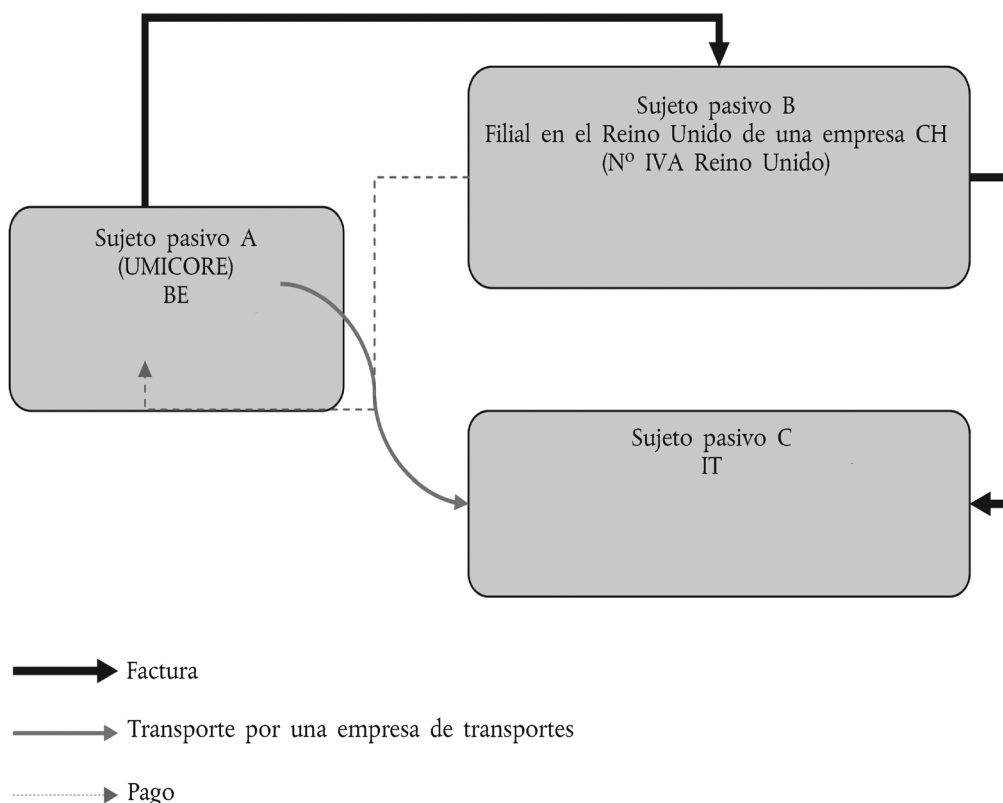 Sujeto pasivo B
Filial en el Reino Unido de una empresa CH
(Nº IVA Reino Unido)
Sujeto pasivo A
(UMICORE)
BE
Sujeto pasivo C
IT
Factura
Transporte por una empresa de transportes
Pago